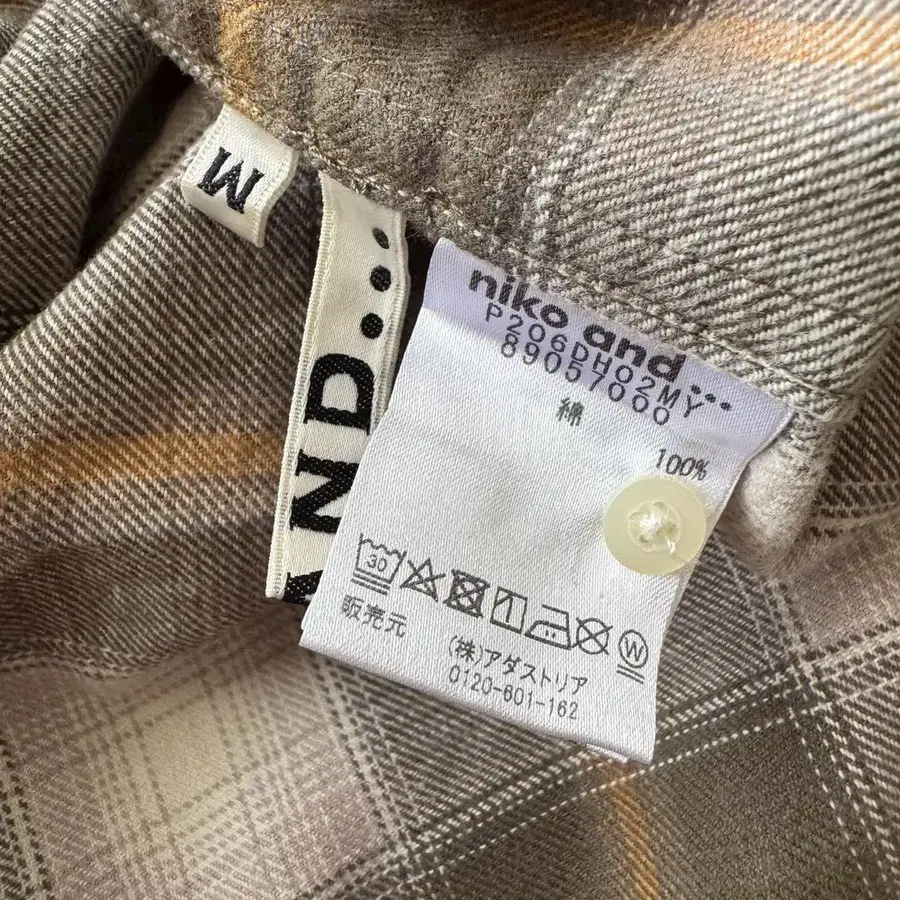 M
AND...
niko and...
P206DH02MY
89057000
綿
100%
30
W
販売元
(株)アダストリア
0120-601-162